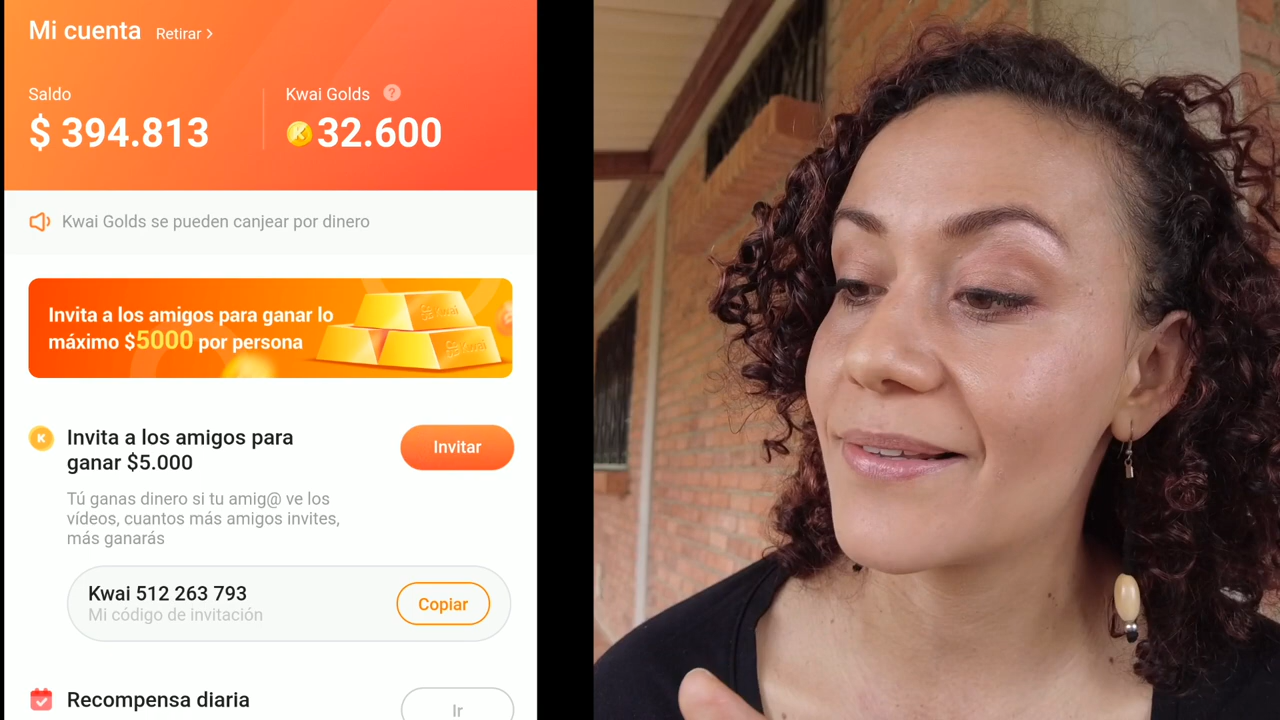 Mi cuenta Retirar >
Saldo
Kwai Golds ?
$ 394.813
K 32.600
Kwai Golds se pueden canjear por dinero
Invita a los amigos para ganar lo
máximo $5000 por persona
Kwai
Kwai
K
Invita a los amigos para
ganar $5.000
Invitar
Tú ganas dinero si tu amig@ ve los
vídeos, cuantos más amigos invites,
más ganarás
Kwai 512 263 793
Mi código de invitación
Copiar
Recompensa diaria
Ir